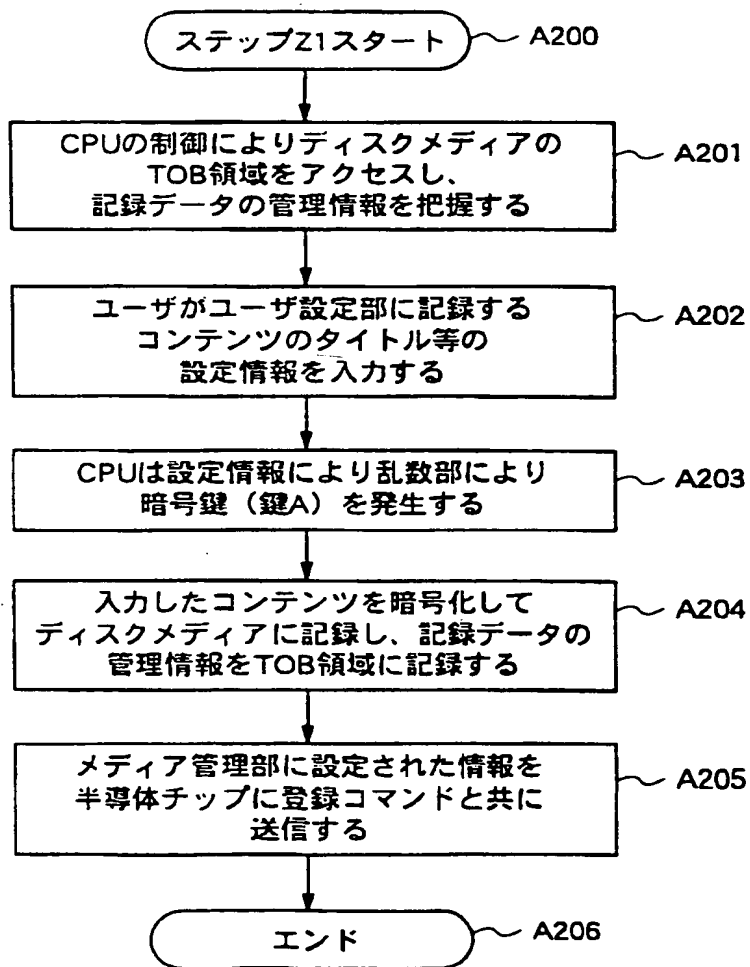 ステップZ1スタート
A200
CPUの制御によりディスクメディアの
TOB領域をアクセスし、
記録データの管理情報を把握する
A201
ユーザがユーザ設定部に記録する
コンテンツのタイトル等の
設定情報を入力する
A202
CPUは設定情報により乱数部により
暗号鍵（鍵A）を発生する
A203
入力したコンテンツを暗号化して
ディスクメディアに記録し、記録データの
管理情報をTOB領域に記録する
A204
メディア管理部に設定された情報を
半導体チップに登録コマンドと共に
送信する
A205
エンド
A206